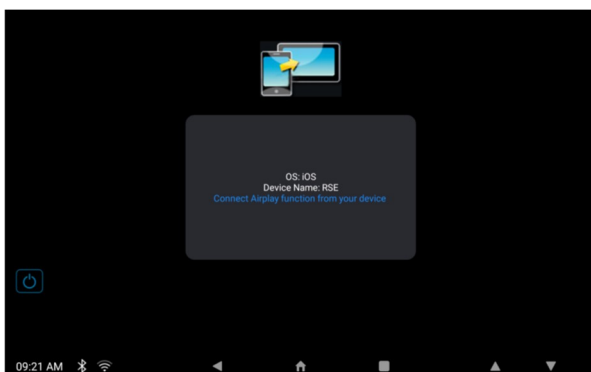 OS: iOS
Device Name: RSE
Connect Airplay function from your device
09:21 AM